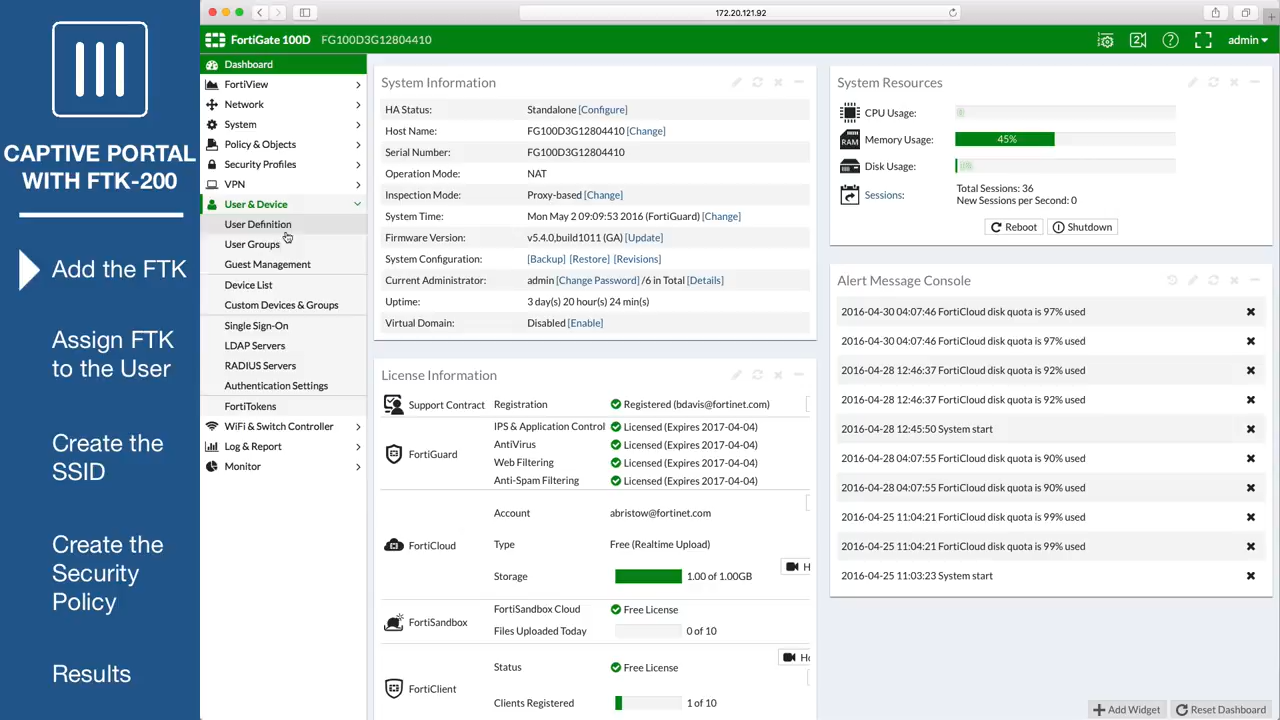 172.20.121.92
FortiGate 100D FG100D3G12804410
admin
CAPTIVE PORTAL
WITH FTK-200
Add the FTK
Assign FTK
to the User
Create the
SSID
Create the
Security
Policy
Results
Dashboard
FortiView
Network
System
Policy & Objects
Security Profiles
VPN
User & Device
User Definition
User Groups
Guest Management
Device List
Custom Devices & Groups
Single Sign-On
LDAP Servers
RADIUS Servers
Authentication Settings
FortiTokens
WiFi & Switch Controller
Log & Report
Monitor
System Information
HA Status: Standalone [Configure]
Host Name: FG100D3G12804410 [Change]
Serial Number: FG100D3G12804410
Operation Mode: NAT
Inspection Mode: Proxy-based [Change]
System Time: Mon May 2 09:09:53 2016 (FortiGuard) [Change]
Firmware Version: v5.4.0,build1011 (GA) [Update]
System Configuration: [Backup] [Restore] [Revisions]
Current Administrator: admin [Change Password] /6 in Total [Details]
Uptime: 3 day(s) 20 hour(s) 24 min(s)
Virtual Domain: Disabled [Enable]
License Information
Support Contract Registration Registered (bdavis@fortinet.com)
FortiGuard
IPS & Application Control Licensed (Expires 2017-04-04)
AntiVirus Licensed (Expires 2017-04-04)
Web Filtering Licensed (Expires 2017-04-04)
Anti-Spam Filtering Licensed (Expires 2017-04-04)
FortiCloud
Account abristow@fortinet.com
Type Free (Realtime Upload)
Storage 1.00 of 1.00GB
H
FortiSandbox
FortiSandbox Cloud Free License
Files Uploaded Today 0 of 10
FortiClient
Status Free License
Ho
Clients Registered 1 of 10
System Resources
CPU Usage:
RAM Memory Usage: 45%
Disk Usage:
Sessions: Total Sessions: 36
New Sessions per Second: 0
Reboot Shutdown
Alert Message Console
2016-04-30 04:07:46 FortiCloud disk quota is 97% used
2016-04-30 04:07:46 FortiCloud disk quota is 97% used
2016-04-28 12:46:37 FortiCloud disk quota is 92% used
2016-04-28 12:46:37 FortiCloud disk quota is 92% used
2016-04-28 12:45:50 System start
2016-04-28 04:07:55 FortiCloud disk quota is 90% used
2016-04-28 04:07:55 FortiCloud disk quota is 90% used
2016-04-25 11:04:21 FortiCloud disk quota is 99% used
2016-04-25 11:04:21 FortiCloud disk quota is 99% used
2016-04-25 11:03:23 System start
Add Widget Reset Dashboard